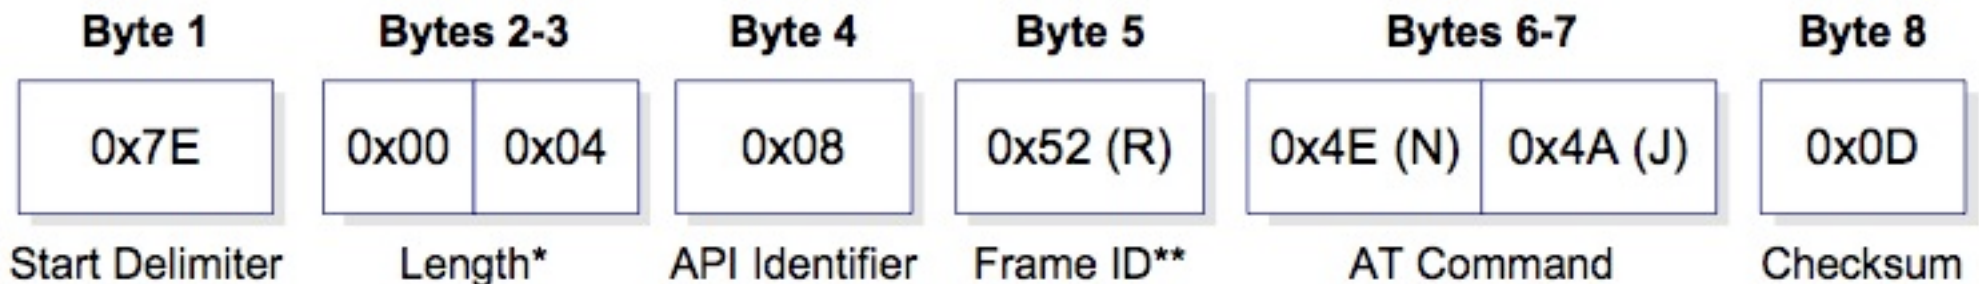 Byte 1 Bytes 2-3 Byte 4 Byte 5 Bytes 6-7 Byte 8
0x7E 0x00 0x04 0x08 0x52 (R) 0x4E (N) 0x4A (J) 0x0D
Start Delimiter Length* API Identifier Frame ID** AT Command Checksum